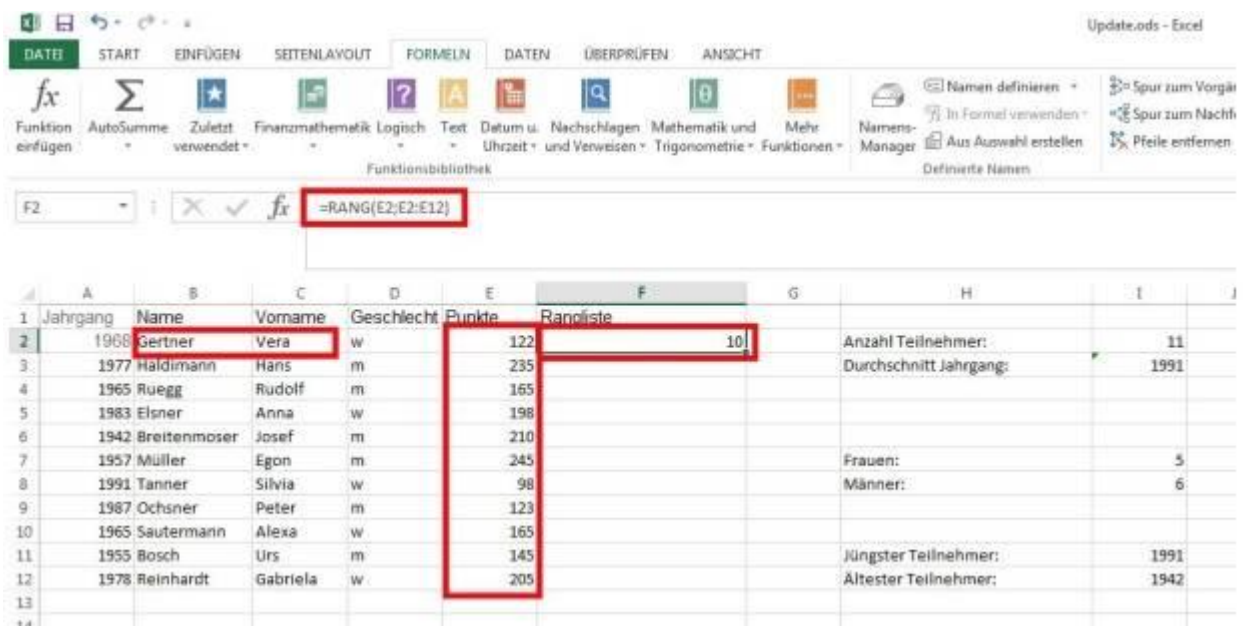 Update.ods - Excel
DATEI START EINFÜGEN SEITENLAYOUT FORMELN DATEN ÜBERPRÜFEN ANSICHT
fx Σ ? A θ
Funktion einfügen AutoSumme Zuletzt verwendet Finanzmathematik Logisch Text Datum u. Uhrzeit Nachschlagen und Verweisen Mathematik und Trigonometrie Mehr Funktionen Namens-Manager
Namen definieren
In Formel verwenden
Aus Auswahl erstellen
Spur zum Vorgär
Spur zum Nachf
Pfeile entfernen
Funktionsbibliothek Definierte Namen
F2 fx =RANG(E2;E2:E12)
A B C D E F G H I
1 Jahrgang Name Vorname Geschlecht Punkte Rangliste
2 1968 Gertner Vera w 122 10 Anzahl Teilnehmer: 11
3 1977 Haldimann Hans m 235 Durchschnitt Jahrgang: 1991
4 1965 Ruegg Rudolf m 165
5 1983 Elsner Anna w 198
6 1942 Breitenmoser Josef m 210
7 1957 Müller Egon m 245 Frauen: 5
8 1991 Tanner Silvia w 98 Männer: 6
9 1987 Ochsner Peter m 123
10 1965 Sautermann Alexa w 165
11 1955 Bosch Urs m 145 Jüngster Teilnehmer: 1991
12 1978 Reinhardt Gabriela w 205 Ältester Teilnehmer: 1942
13